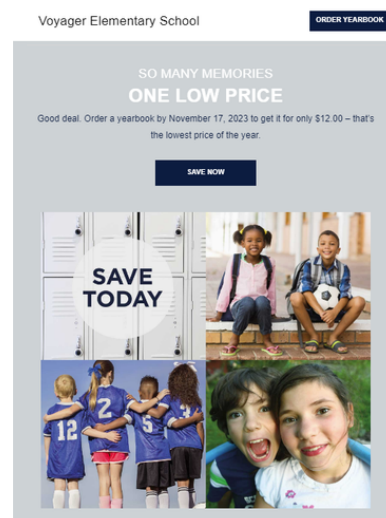 Voyager Elementary School
ORDER YEARBOOK
SO MANY MEMORIES
ONE LOW PRICE
Good deal. Order a yearbook by November 17, 2023 to get it for only $12.00 – that's
the lowest price of the year.
SAVE NOW
SAVE
TODAY
12
2
5
3